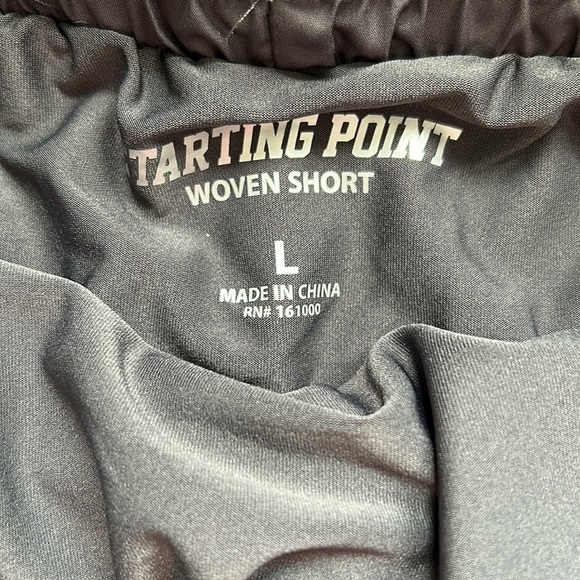 TARTING POINT
WOVEN SHORT
L
MADE IN CHINA
RN# 161000